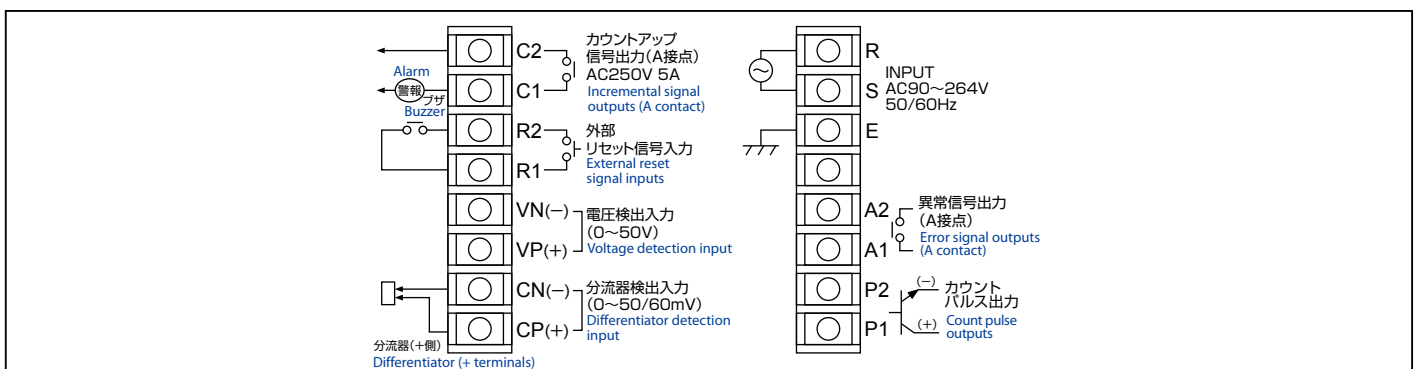 C2
カウントアップ
信号出力(A接点)
AC250V 5A
Incremental signal
outputs (A contact)
Alarm
警報
ブザ
Buzzer
C1
R2
外部
リセット信号入力
External reset
signal inputs
R1
VN(−)
電圧検出入力
(0〜50V)
Voltage detection input
VP(+)
CN(−)
分流器検出入力
(0〜50/60mV)
Differentiator detection
input
CP(+)
分流器(+側)
Differentiator (+ terminals)
R
INPUT
AC90〜264V
50/60Hz
S
E
A2
異常信号出力
(A接点)
Error signal outputs
(A contact)
A1
P2
(−)
カウント
パルス出力
Count pulse
outputs
P1
(+)